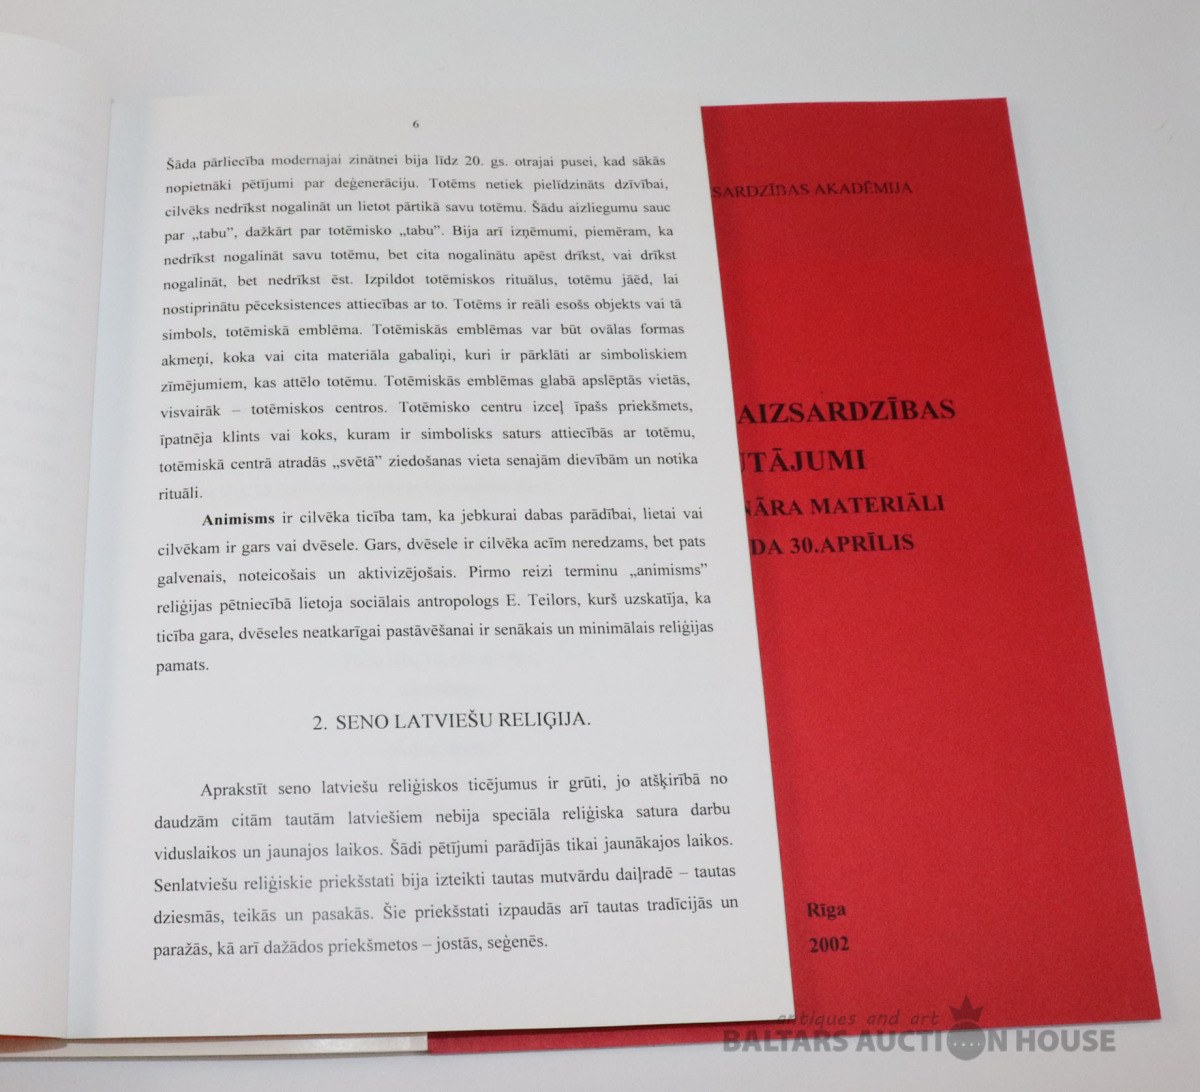 6
Šāda pārliecība modernajai zinātnei bija līdz 20. gs. otrajai pusei, kad sākās
nopietnāki pētījumi par deģenerāciju. Totēms netiek pielīdzināts dzīvībai,
cilvēks nedrīkst nogalināt un lietot pārtikā savu totēmu. Šādu aizliegumu sauc
par „tabu”, dažkārt par totēmisko „tabu”. Bija arī izņēmumi, piemēram, ka
nedrīkst nogalināt savu totēmu, bet cita nogalinātu apēst drīkst, vai drīkst
nogalināt, bet nedrīkst ēst. Izpildot totēmiskos rituālus, totēmu jāēd, lai
nostiprinātu pēceksistences attiecības ar to. Totēms ir reāli esošs objekts vai tā
simbols, totēmiskā emblēma. Totēmiskās emblēmas var būt ovālas formas
akmeņi, koka vai cita materiāla gabaliņi, kuri ir pārklāti ar simboliskiem
zīmējumiem, kas attēlo totēmu. Totēmiskās emblēmas glabā apslēptās vietās,
visvairāk – totēmiskos centros. Totēmisko centru izceļ īpašs priekšmets,
īpatnēja klints vai koks, kuram ir simbolisks saturs attiecībās ar totēmu,
totēmiskā centrā atradās „svētā” ziedošanas vieta senajām dievībām un notika
rituāli.
Animisms ir cilvēka ticība tam, ka jebkurai dabas parādībai, lietai vai
cilvēkam ir gars vai dvēsele. Gars, dvēsele ir cilvēka acīm neredzams, bet pats
galvenais, noteicošais un aktivizējošais. Pirmo reizi terminu „animisms”
reliģijas pētniecībā lietoja sociālais antropologs E. Teilors, kurš uzskatīja, ka
ticība gara, dvēseles neatkarīgai pastāvēšanai ir senākais un minimālais reliģijas
pamats.
2. SENO LATVIEŠU RELIĢIJA.
Aprakstīt seno latviešu reliģiskos ticējumus ir grūti, jo atšķirībā no
daudzām citām tautām latviešiem nebija speciāla reliģiska satura darbu
viduslaikos un jaunajos laikos. Šādi pētījumi parādījās tikai jaunākajos laikos.
Senlatviešu reliģiskie priekšstati bija izteikti tautas mutvārdu daiļradē – tautas
dziesmās, teikās un pasakās. Šie priekšstati izpaudās arī tautas tradīcijās un
paražās, kā arī dažādos priekšmetos – jostās, seģenēs.
SARDZĪBAS AKADĒMIJA
AIZSARDZĪBAS
UTĀJUMI
NĀRA MATERIĀLI
DA 30.APRĪLIS
Rīga
2002
antiques and art
BALTARS AUCTION HOUSE